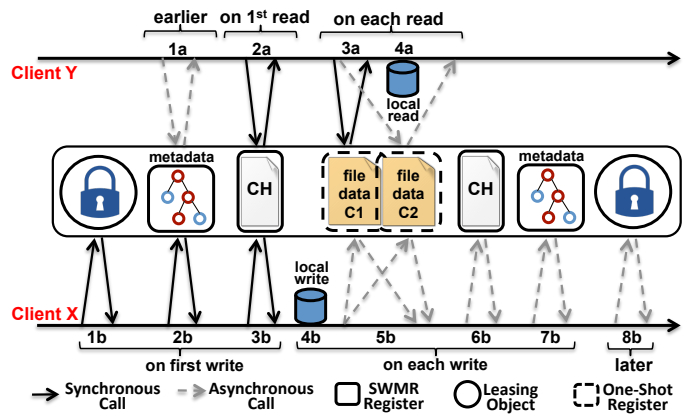 earlier
on 1st read
on each read
1a
2a
3a
4a
Client Y
local
read
metadata
CH
file
data
C1
file
data
C2
CH
metadata
local
write
Client X
1b
2b
3b
4b
5b
6b
7b
8b
on first write
on each write
later
Synchronous
Call
Asynchronous
Call
SWMR
Register
Leasing
Object
One-Shot
Register